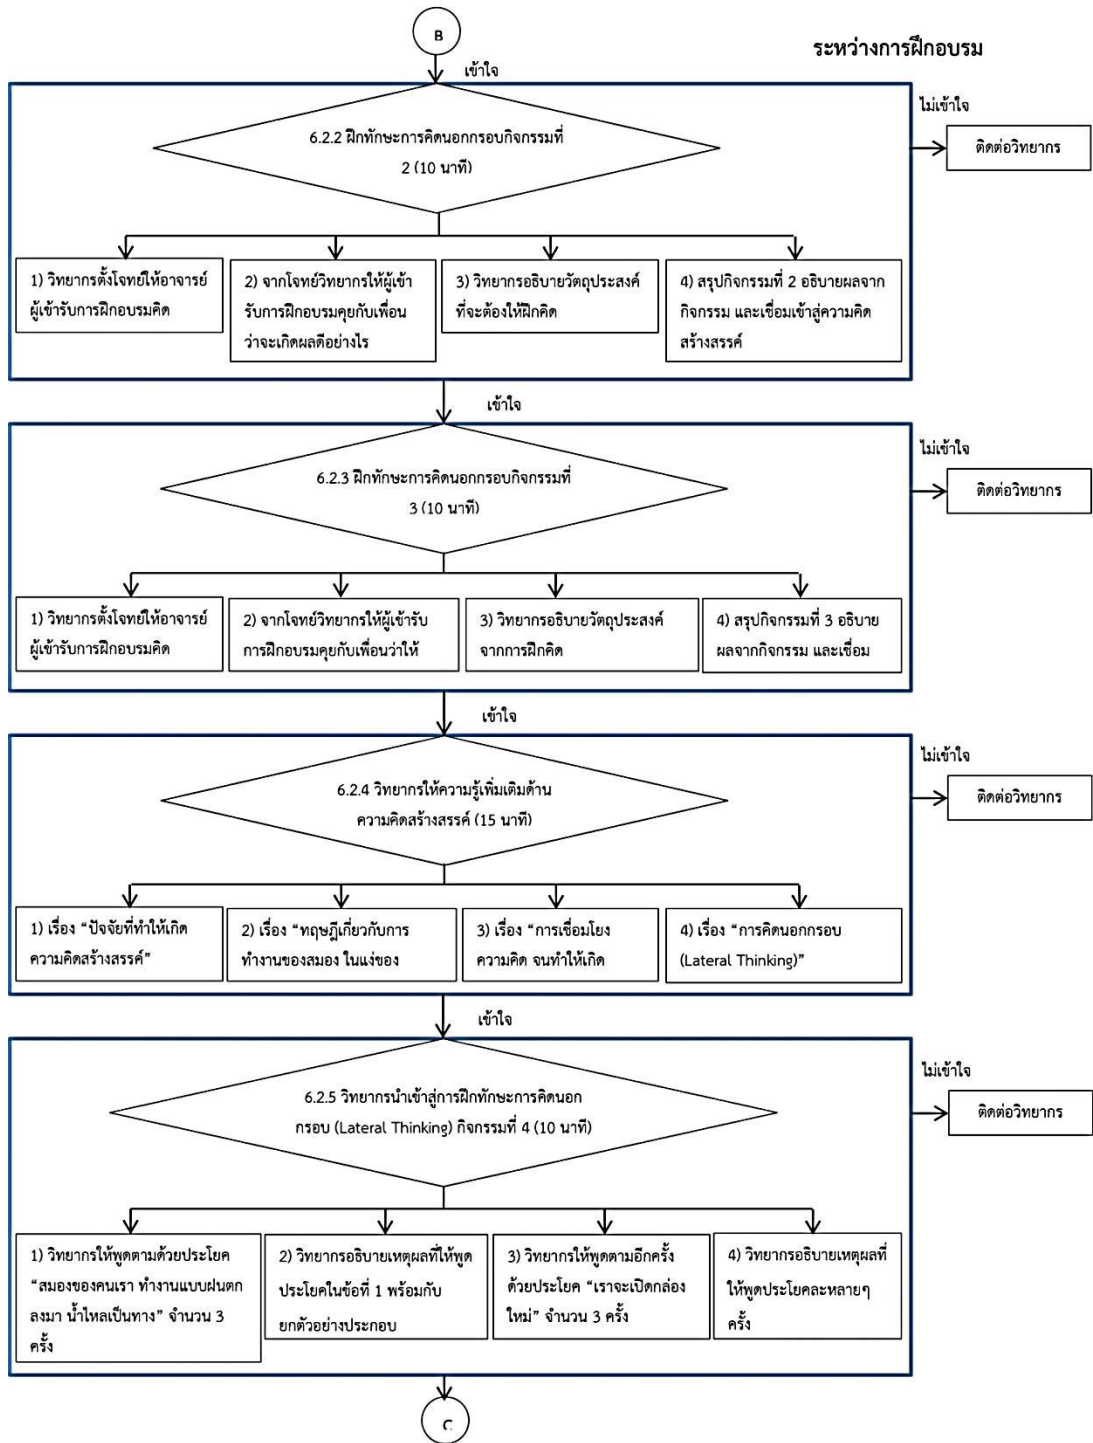 B
ระหว่างการฝึกอบรม
เข้าใจ
ไม่เข้าใจ
6.2.2 ฝึกทักษะการคิดนอกกรอบกิจกรรมที่
2 (10 นาที)
ติดต่อวิทยากร
1) วิทยากรตั้งโจทย์ให้อาจารย์
ผู้เข้ารับการฝึกอบรมคิด
2) จากโจทย์วิทยากรให้ผู้เข้า
รับการฝึกอบรมคุยกับเพื่อน
ว่าจะเกิดผลดีอย่างไร
3) วิทยากรอธิบายวัตถุประสงค์
ที่จะต้องให้ฝึกคิด
4) สรุปกิจกรรมที่ 2 อธิบายผลจาก
กิจกรรม และเชื่อมเข้าสู่ความคิด
สร้างสรรค์
เข้าใจ
ไม่เข้าใจ
6.2.3 ฝึกทักษะการคิดนอกกรอบกิจกรรมที่
3 (10 นาที)
ติดต่อวิทยากร
1) วิทยากรตั้งโจทย์ให้อาจารย์
ผู้เข้ารับการฝึกอบรมคิด
2) จากโจทย์วิทยากรให้ผู้เข้ารับ
การฝึกอบรมคุยกับเพื่อนว่าให้
3) วิทยากรอธิบายวัตถุประสงค์
จากการฝึกคิด
4) สรุปกิจกรรมที่ 3 อธิบาย
ผลจากกิจกรรม และเชื่อม
เข้าใจ
ไม่เข้าใจ
6.2.4 วิทยากรให้ความรู้เพิ่มเติมด้าน
ความคิดสร้างสรรค์ (15 นาที)
ติดต่อวิทยากร
1) เรื่อง “ปัจจัยที่ทำให้เกิด
ความคิดสร้างสรรค์”
2) เรื่อง “ทฤษฎีเกี่ยวกับการ
ทำงานของสมอง ในแง่ของ
3) เรื่อง “การเชื่อมโยง
ความคิด จนทำให้เกิด
4) เรื่อง “การคิดนอกกรอบ
(Lateral Thinking)”
เข้าใจ
ไม่เข้าใจ
6.2.5 วิทยากรนำเข้าสู่การฝึกทักษะการคิดนอก
กรอบ (Lateral Thinking) กิจกรรมที่ 4 (10 นาที)
ติดต่อวิทยากร
1) วิทยากรให้พูดตามด้วยประโยค
“สมองของคนเรา ทำงานแบบฝนตก
ลงมา น้ำไหลเป็นทาง” จำนวน 3
ครั้ง
2) วิทยากรอธิบายเหตุผลที่ให้พูด
ประโยคในข้อที่ 1 พร้อมกับ
ยกตัวอย่างประกอบ
3) วิทยากรให้พูดตามอีกครั้ง
ด้วยประโยค “เราจะเปิดกล่อง
ใหม่” จำนวน 3 ครั้ง
4) วิทยากรอธิบายเหตุผลที่
ให้พูดประโยคละหลายๆ
ครั้ง
C